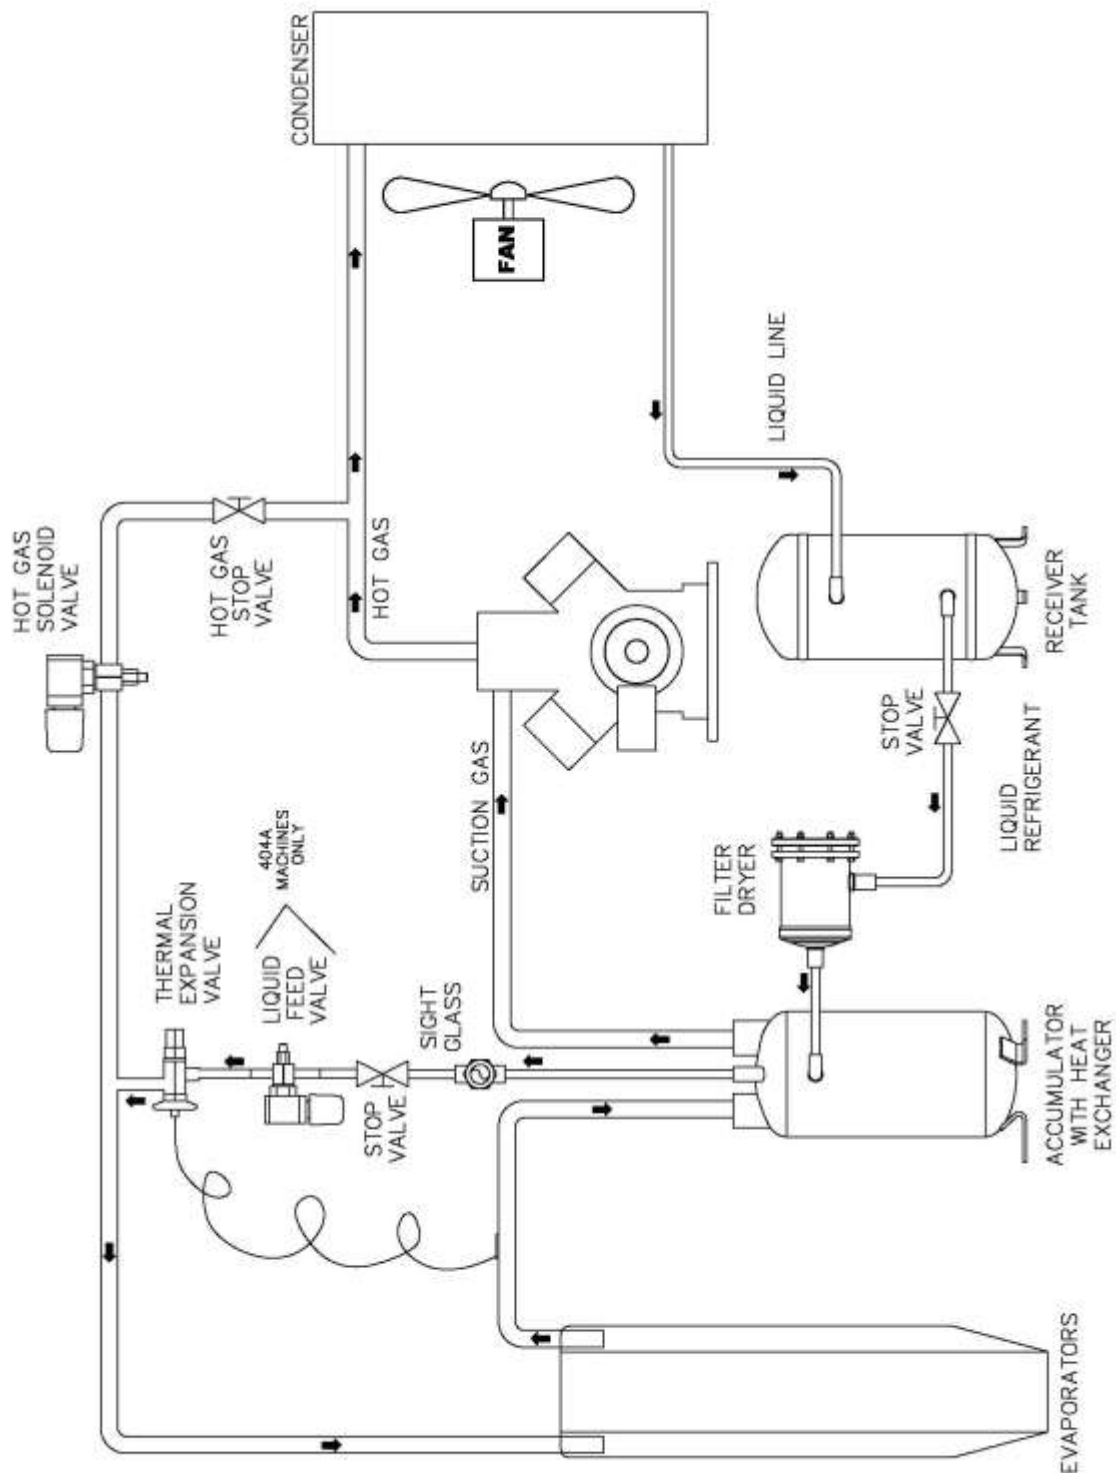 HOT GAS
SOLENOID
VALVE
CONDENSER
FAN
HOT GAS
STOP
VALVE
HOT GAS
LIQUID LINE
THERMAL
EXPANSION
VALVE
LIQUID
FEED
VALVE
404A
MACHINES
ONLY
SUCTION GAS
SIGHT
GLASS
STOP
VALVE
FILTER
DRYER
STOP
VALVE
LIQUID
REFRIGERANT
RECEIVER
TANK
ACCUMULATOR
WITH HEAT
EXCHANGER
EVAPORATORS